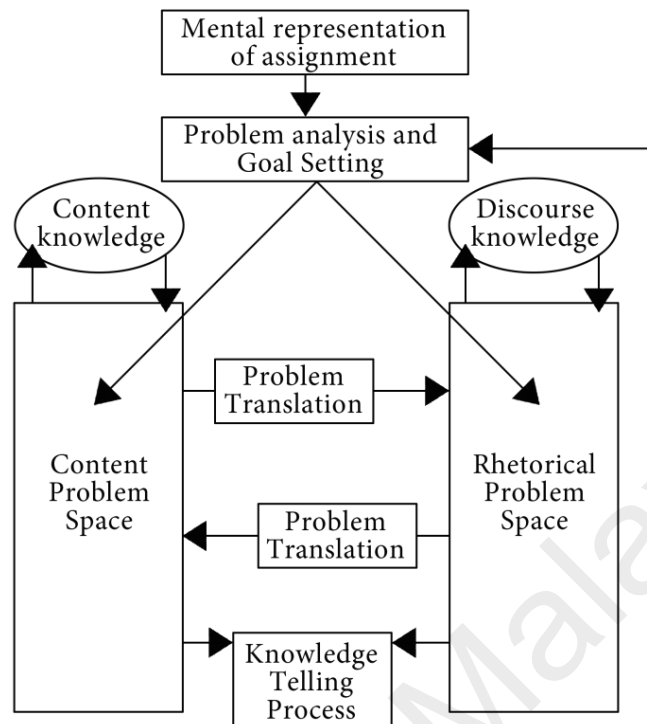 Mental representation
of assignment
Problem analysis and
Goal Setting
Content
knowledge
Discourse
knowledge
Problem
Translation
Content
Problem
Space
Rhetorical
Problem
Space
Problem
Translation
Knowledge
Telling
Process
Mala